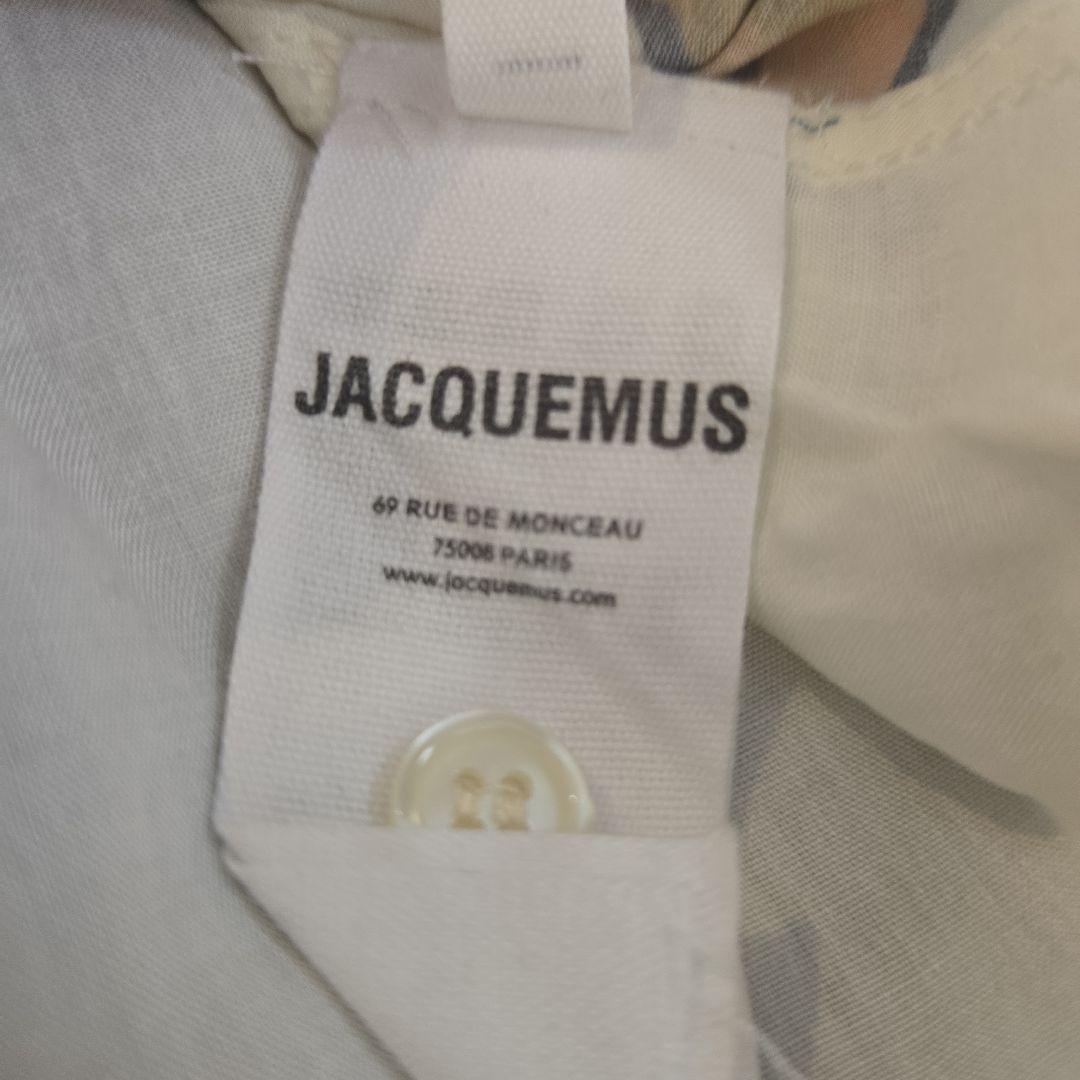 JACQUEMUS
69 RUE DE MONCEAU
75008 PARIS
www.jacquemus.com